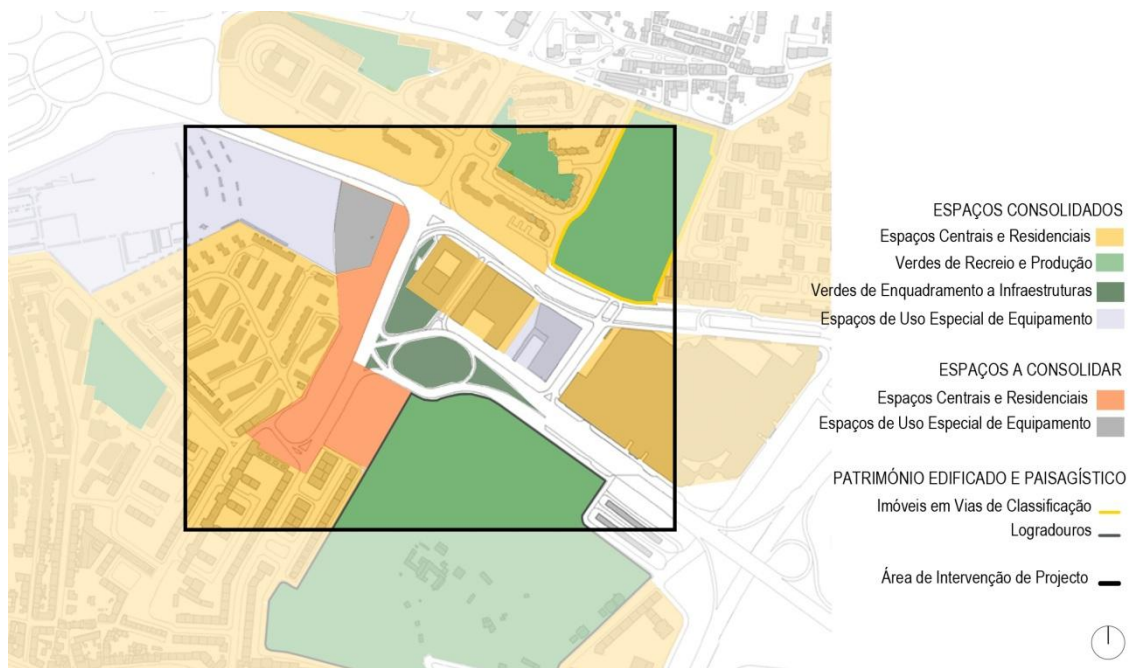 ESPAÇOS CONSOLIDADOS
Espaços Centrais e Residenciais
Verdes de Recreio e Produção
Verdes de Enquadramento a Infraestruturas
Espaços de Uso Especial de Equipamento
ESPAÇOS A CONSOLIDAR
Espaços Centrais e Residenciais
Espaços de Uso Especial de Equipamento
PATRIMÓNIO EDIFICADO E PAISAGÍSTICO
Imóveis em Vias de Classificação
Logradouros
Área de Intervenção de Projecto